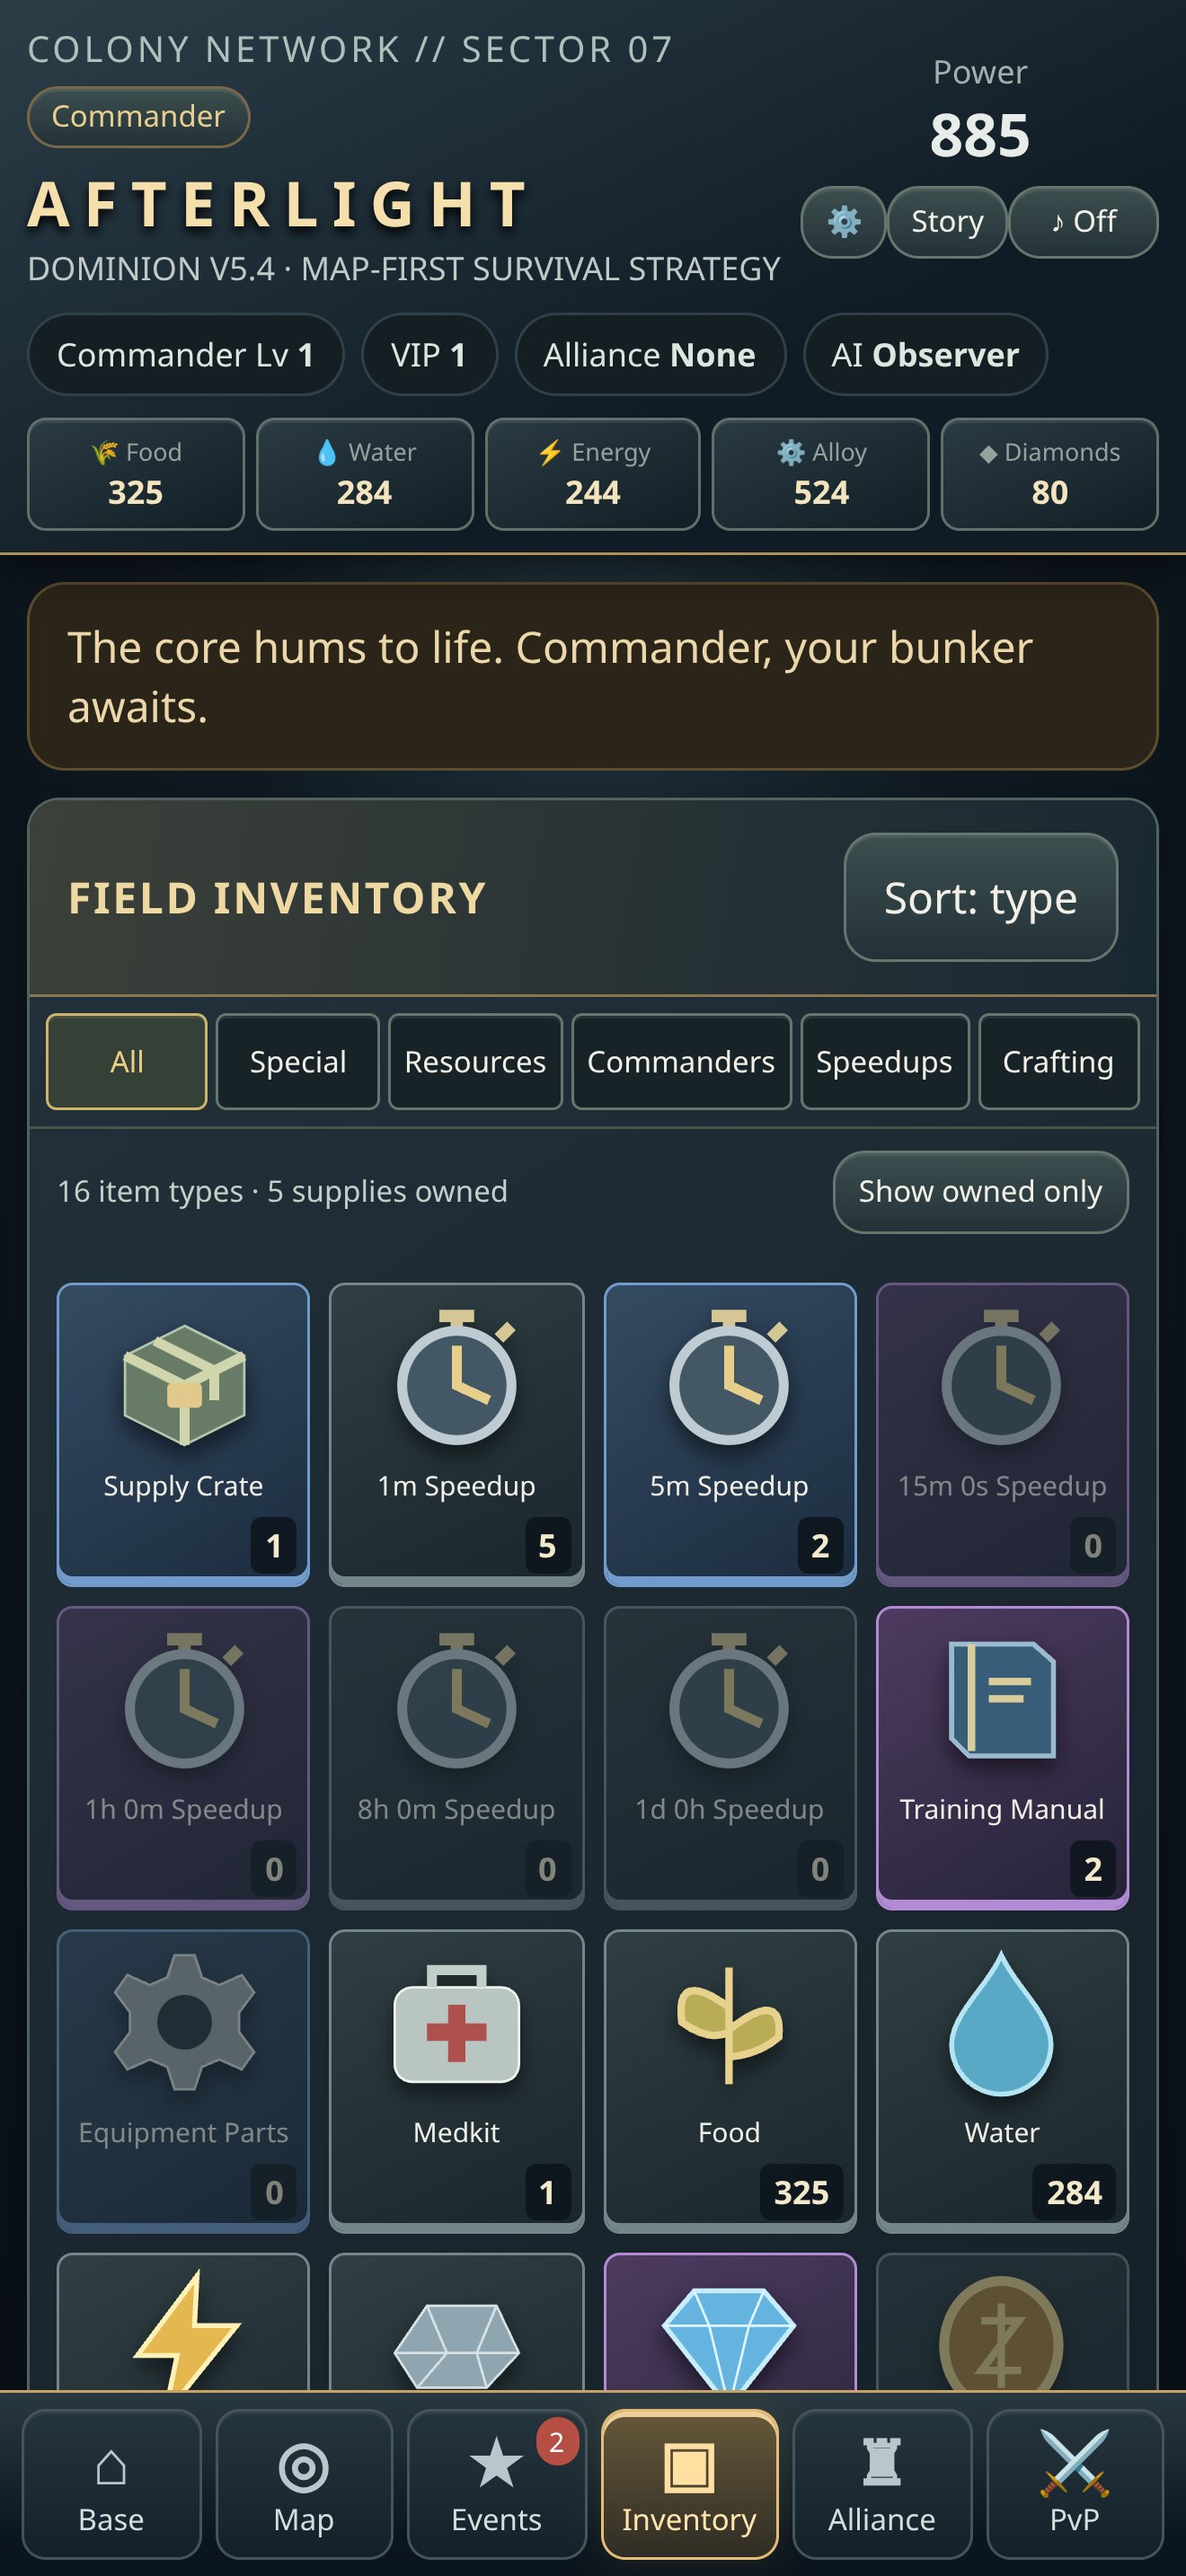 COLONY NETWORK // SECTOR 07
Commander
AFTERLIGHT
DOMINION V5.4 · MAP-FIRST SURVIVAL STRATEGY
Power
885
⚙️ Story ♪ Off
Commander Lv 1 VIP 1 Alliance None AI Observer
🌾 Food 💧 Water ⚡ Energy ⚙️ Alloy ◆ Diamonds
325 284 244 524 80
The core hums to life. Commander, your bunker
awaits.
FIELD INVENTORY Sort: type
All Special Resources Commanders Speedups Crafting
16 item types · 5 supplies owned Show owned only
Supply Crate 1m Speedup 5m Speedup 15m 0s Speedup
1 5 2 0
1h 0m Speedup 8h 0m Speedup 1d 0h Speedup Training Manual
0 0 0 2
Equipment Parts Medkit Food Water
0 1 325 284
2
Base Map Events Inventory Alliance PvP